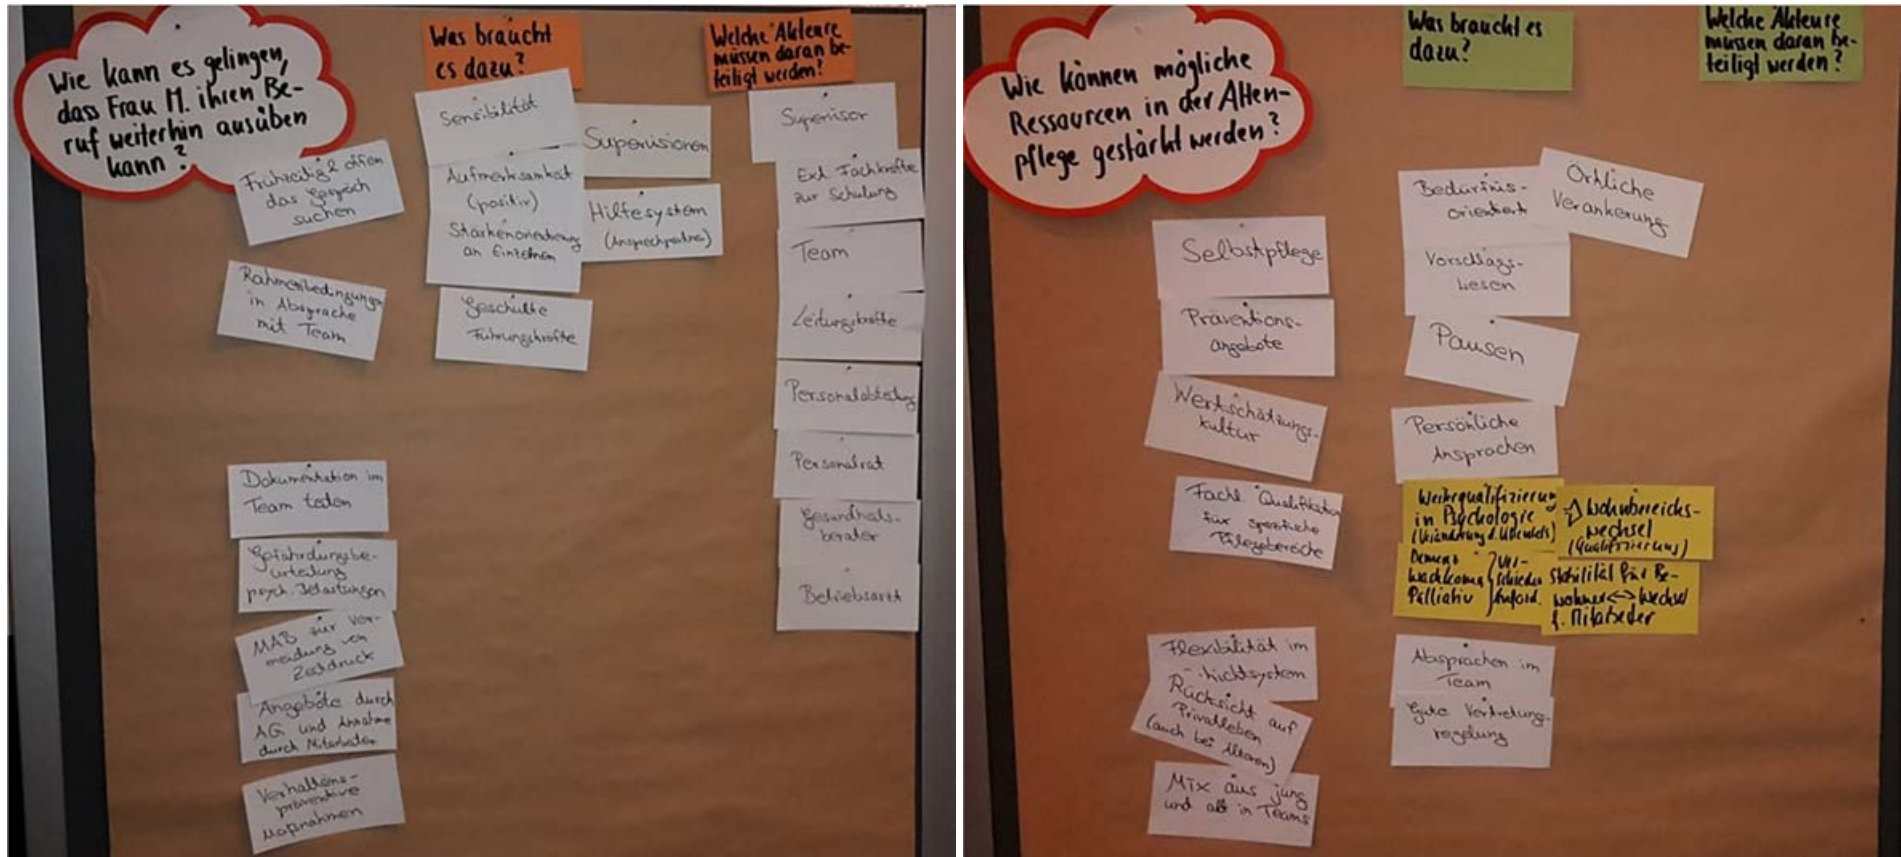 Wie kann es gelingen,
dass Frau M. ihren Be-
ruf weiterhin ausüben
kann?
Frühzeitig & offen
das Gespräch
suchen
Rahmenbedingungen
in Absprache
mit Team
Dokumentation im
Team teilen
Gefährdungsbe-
urteilung
psych. Belastungen
MAB zur Ver-
meidung von
Zeitdruck
Angebote durch
AG und Annahme
durch Mitarbeiter
Verhaltens-
präventive
Maßnahmen
Was braucht
es dazu?
Sensibilität
Aufmerksamkeit
(positiv)
Stärkenorientierung
an Einzelnen
Geschulte
Führungskräfte
Supervisionen
Hilfesystem
(Ansprechpartner)
Welche Akteure
müssen daran be-
teiligt werden?
Supervisor
Ext. Fachkräfte
zur Schulung
Team
Leitungskräfte
Personalabteilung
Personalrat
Gesundheits-
berater
Betriebsarzt
Wie können mögliche
Ressourcen in der Alten-
pflege gestärkt werden?
Selbstpflege
Präventions-
angebote
Wertschätzungs-
kultur
Fachl. Qualifikation
für spezifische
Pflegebereiche
Flexibilität im
Schichtsystem
Rücksicht auf
Privatleben
(auch bei Älteren)
Mix aus jung
und alt in Teams
Was braucht es
dazu?
Bedürfnis-
orientiert
Örtliche
Verankerung
Vorschlags-
wesen
Pausen
Persönliche
Ansprachen
Weiterqualifizierung
in Psychologie
(Veränderung d.
Demenz
Wachkoma
Palliativ
ver-
schieden
Anford.
Wohnbereichs-
wechsel
(Qualifizierung)
Stabilität für Be-
wohner <=> Wechsel
f. Mitarbeiter
Absprachen im
Team
Gute Vertretungs-
regelung
Welche Akteure
müssen daran be-
teiligt werden?